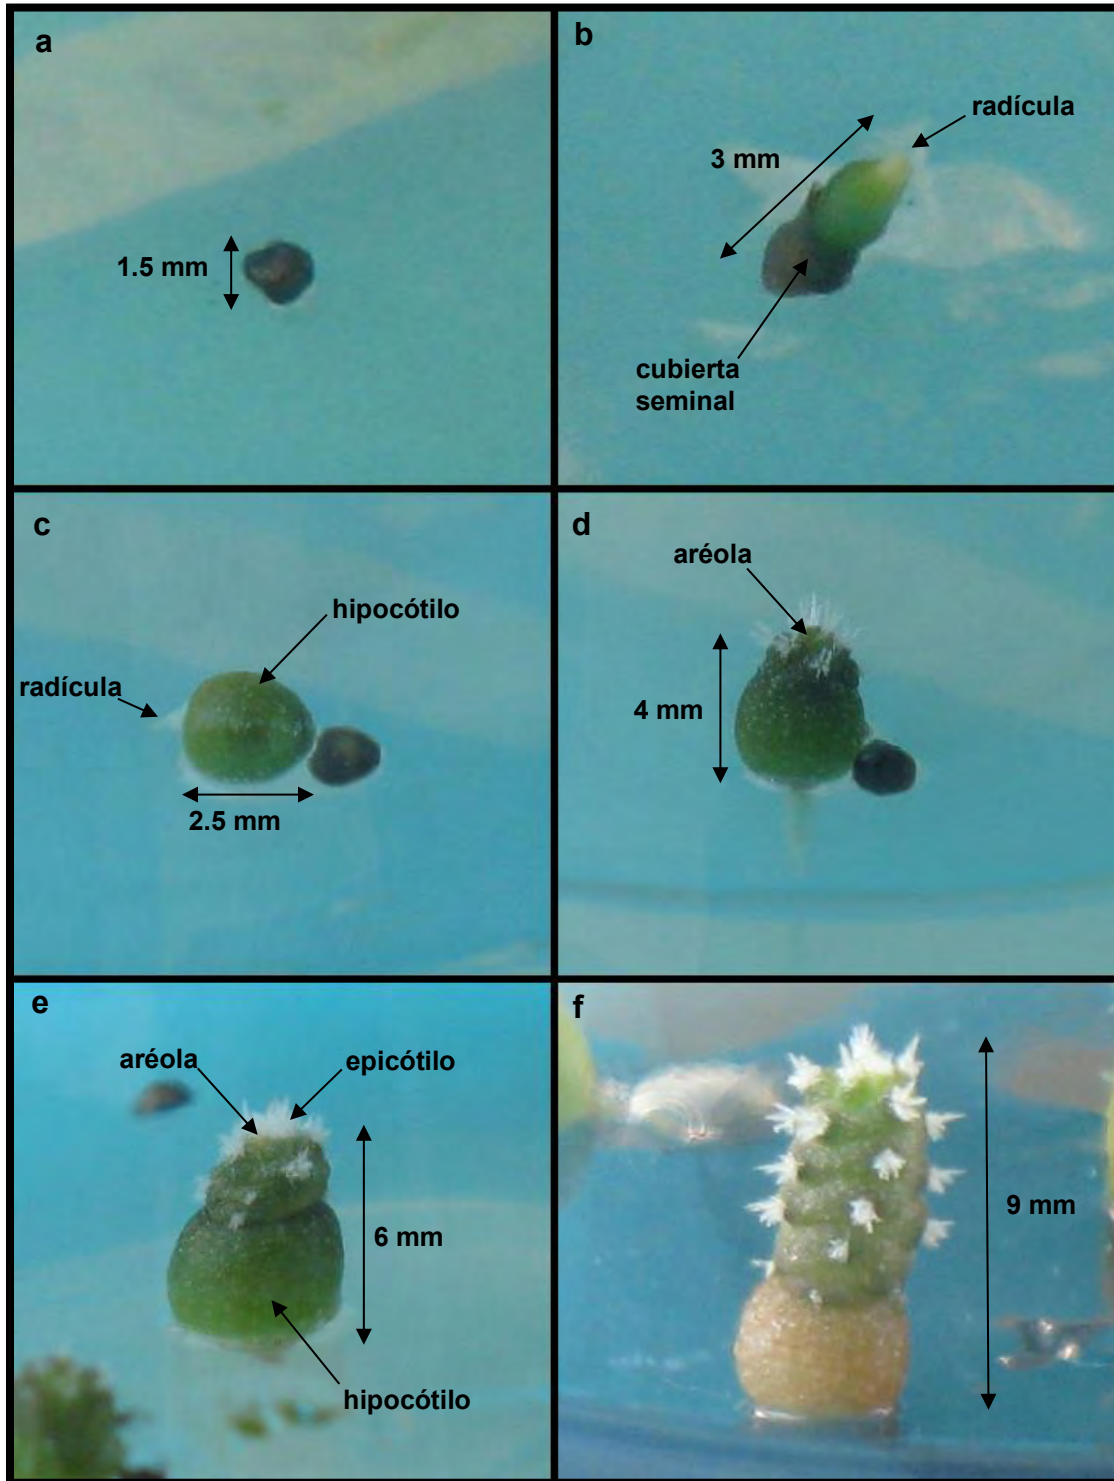 a
1.5 mm
b
radícula
3 mm
cubierta
seminal
c
hipocótilo
radícula
2.5 mm
d
aréola
4 mm
e
aréola
epicótilo
6 mm
hipocótilo
f
9 mm